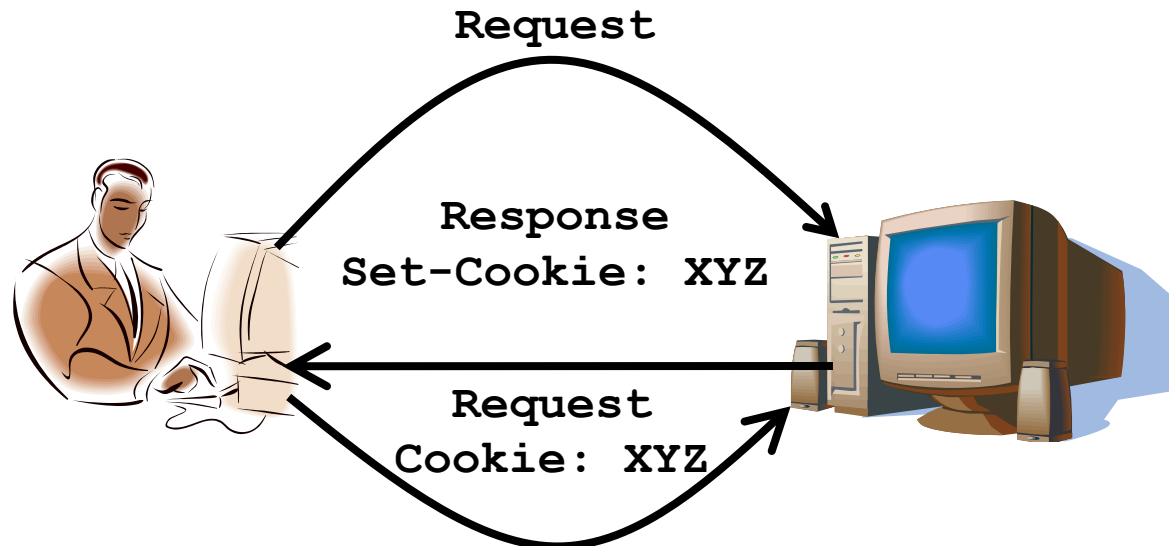 Request
Response
Set-Cookie: XYZ
Request
Cookie: XYZ